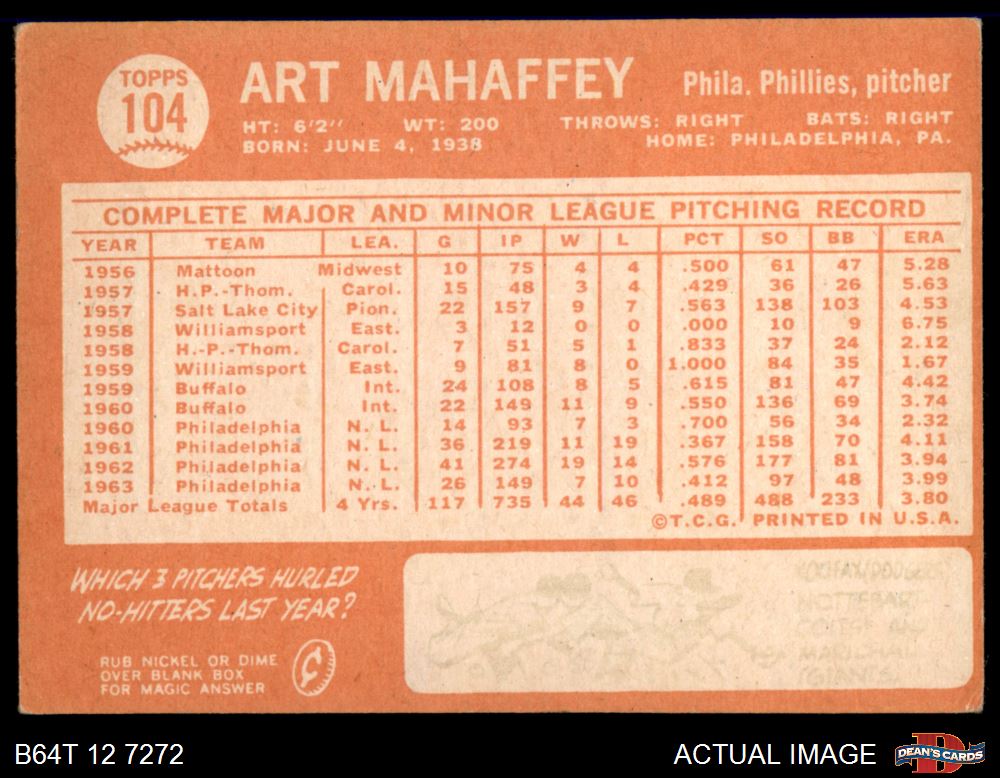 TOPPS
104
ART MAHAFFEY
Phila. Phillies, pitcher
HT: 6'2'' WT: 200 THROWS: RIGHT BATS: RIGHT
BORN: JUNE 4, 1938 HOME: PHILADELPHIA, PA.
COMPLETE MAJOR AND MINOR LEAGUE PITCHING RECORD
YEAR TEAM LEA. G IP W L PCT SO BB ERA
1956 Mattoon Midwest 10 75 4 4 .500 61 47 5.28
1957 H.P.-Thom. Carol. 15 48 3 4 .429 36 26 5.63
1957 Salt Lake City Pion. 22 157 9 7 .563 138 103 4.53
1958 Williamsport East. 3 12 0 0 .000 10 9 6.75
1958 H.-P.-Thom. Carol. 7 51 5 1 .833 37 24 2.12
1959 Williamsport East. 9 81 8 0 1.000 84 35 1.67
1959 Buffalo Int. 24 108 8 5 .615 81 47 4.42
1960 Buffalo Int. 22 149 11 9 .550 136 69 3.74
1960 Philadelphia N. L. 14 93 7 3 .700 56 34 2.32
1961 Philadelphia N. L. 36 219 11 19 .367 158 70 4.11
1962 Philadelphia N. L. 41 274 19 14 .576 177 81 3.94
1963 Philadelphia N. L. 26 149 7 10 .412 97 48 3.99
Major League Totals 4 Yrs. 117 735 44 46 .489 488 233 3.80
©T.C.G. PRINTED IN U.S.A.
WHICH 3 PITCHERS HURLED
NO-HITTERS LAST YEAR?
RUB NICKEL OR DIME
OVER BLANK BOX
FOR MAGIC ANSWER
MARICHAL
(GIANTS)
B64T 12 7272
ACTUAL IMAGE
DEAN'S CARDS